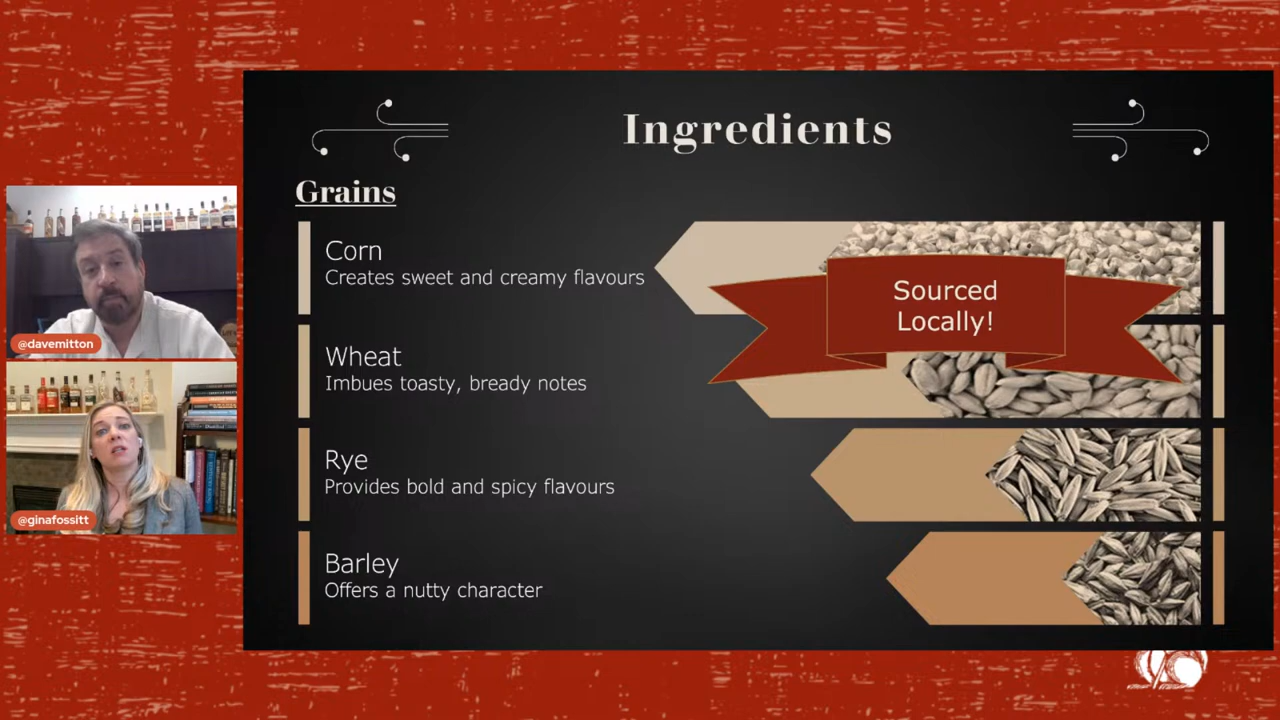 Ingredients
Grains
Corn
Creates sweet and creamy flavours
Sourced
Locally!
Wheat
Imbues toasty, bready notes
Rye
Provides bold and spicy flavours
Barley
Offers a nutty character
@davemitton
@ginafossitt